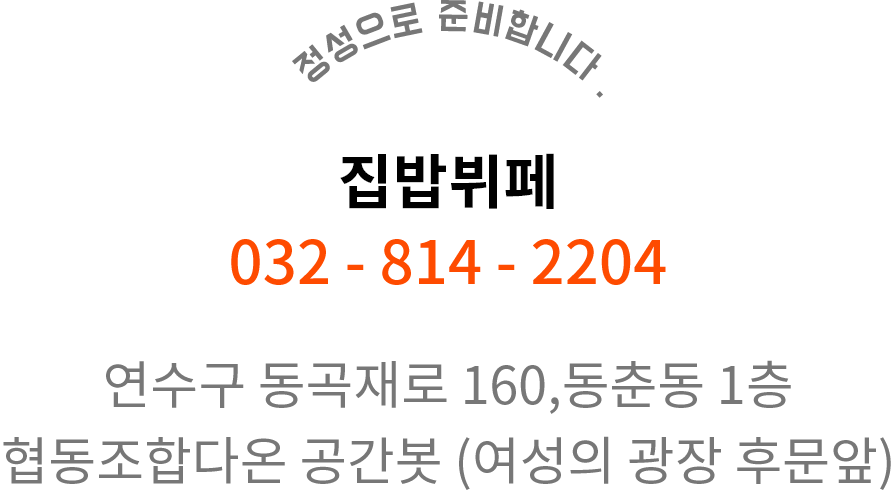 정성으로 준비합니다.
집밥뷔페
032 - 814 - 2204
연수구 동곡재로 160,동춘동 1층
협동조합다온 공간봇 (여성의 광장 후문앞)